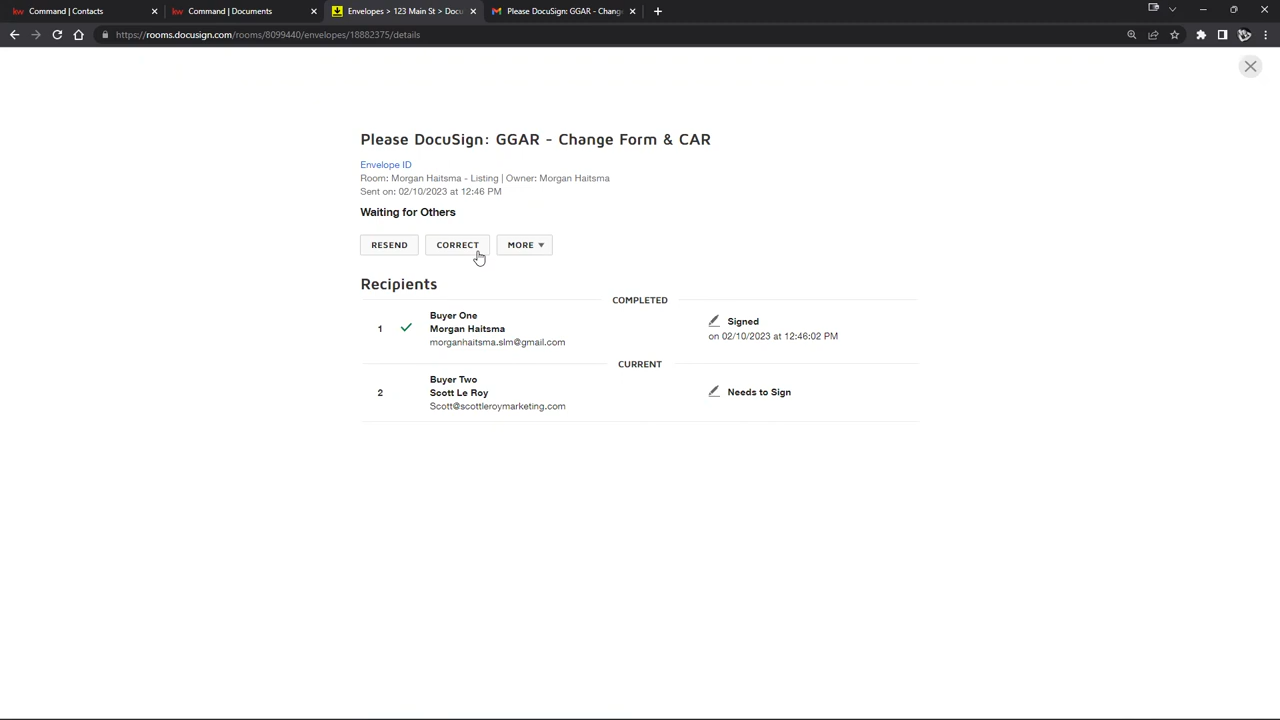 Command | Contacts
Command | Documents
Envelopes > 123 Main St > Docu
Please DocuSign: GGAR - Chang
https://rooms.docusign.com/rooms/8099440/envelopes/18882375/details
Please DocuSign: GGAR - Change Form & CAR
Envelope ID
Room: Morgan Haitsma - Listing | Owner: Morgan Haitsma
Sent on: 02/10/2023 at 12:46 PM
Waiting for Others
RESEND CORRECT MORE
Recipients
COMPLETED
1
Buyer One
Morgan Haitsma
morganhaitsma.slm@gmail.com
Signed
on 02/10/2023 at 12:46:02 PM
CURRENT
2
Buyer Two
Scott Le Roy
Scott@scottleroymarketing.com
Needs to Sign